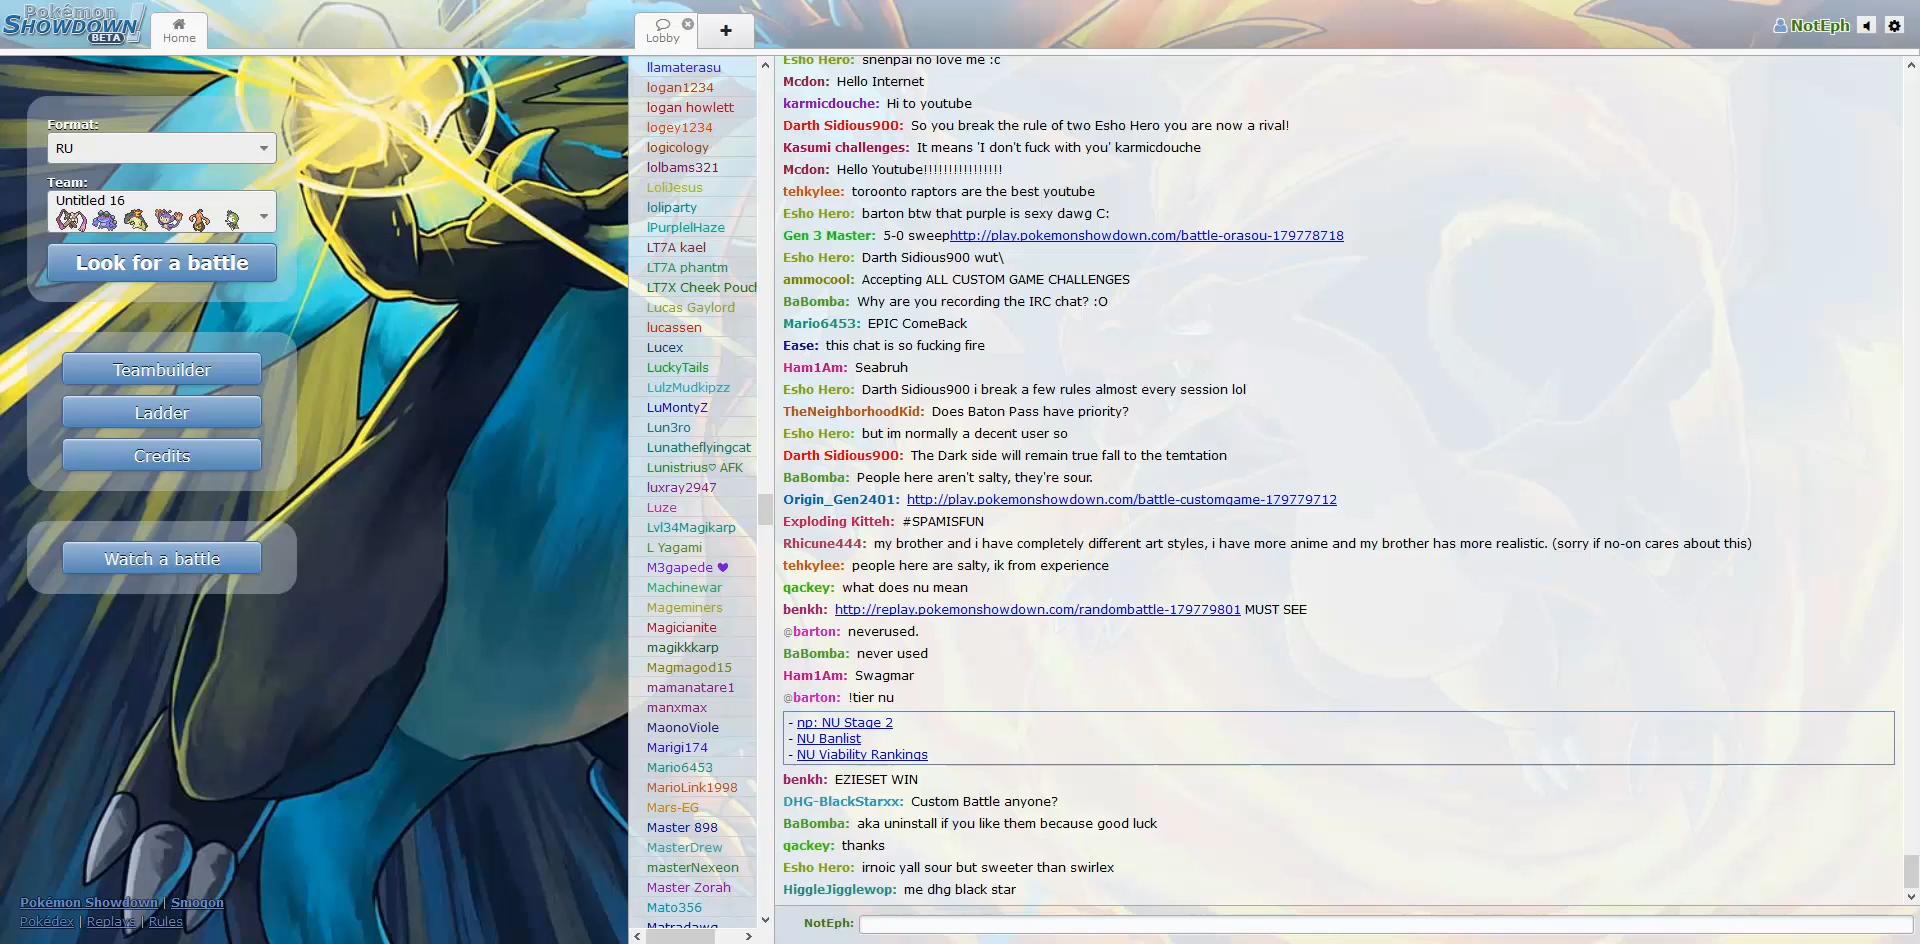 Pokémon
SHOWDOWN!
BETA
Home
Lobby
+
NotEph
Format:
RU
Team:
Untitled 16
Look for a battle
Teambuilder
Ladder
Credits
Watch a battle
Pokémon Showdown | Smogon
Pokédex | Replays | Rules
llamaterasu
logan1234
logan howlett
logey1234
logicology
lolbams321
LoliJesus
loliparty
lPurplelHaze
LT7A kael
LT7A phantm
LT7X Cheek Pouch
Lucas Gaylord
lucassen
Lucex
LuckyTails
LulzMudkipzz
LuMontyZ
Lun3ro
Lunatheflyingcat
Lunistrius♡ AFK
luxray2947
Luze
Lvl34Magikarp
L Yagami
M3gapede ♥
Machinewar
Mageminers
Magicianite
magikkkarp
Magmagod15
mamanatare1
manxmax
MaonoViole
Marigi174
Mario6453
MarioLink1998
Mars-EG
Master 898
MasterDrew
masterNexeon
Master Zorah
Mato356
Matradawg
Esho Hero: shenpai no love me :c
Mcdon: Hello Internet
karmicdouche: Hi to youtube
Darth Sidious900: So you break the rule of two Esho Hero you are now a rival!
Kasumi challenges: It means 'I don't fuck with you' karmicdouche
Mcdon: Hello Youtube!!!!!!!!!!!!!!!!
tehkylee: toroonto raptors are the best youtube
Esho Hero: barton btw that purple is sexy dawg C:
Gen 3 Master: 5-0 sweephttp://play.pokemonshowdown.com/battle-orasou-179778718
Esho Hero: Darth Sidious900 wut\
ammocool: Accepting ALL CUSTOM GAME CHALLENGES
BaBomba: Why are you recording the IRC chat? :O
Mario6453: EPIC ComeBack
Ease: this chat is so fucking fire
Ham1Am: Seabruh
Esho Hero: Darth Sidious900 i break a few rules almost every session lol
TheNeighborhoodKid: Does Baton Pass have priority?
Esho Hero: but im normally a decent user so
Darth Sidious900: The Dark side will remain true fall to the temtation
BaBomba: People here aren't salty, they're sour.
Origin_Gen2401: http://play.pokemonshowdown.com/battle-customgame-179779712
Exploding Kitteh: #SPAMISFUN
Rhicune444: my brother and i have completely different art styles, i have more anime and my brother has more realistic. (sorry if no-on cares about this)
tehkylee: people here are salty, ik from experience
qackey: what does nu mean
benkh: http://replay.pokemonshowdown.com/randombattle-179779801 MUST SEE
@barton: neverused.
BaBomba: never used
Ham1Am: Swagmar
@barton: !tier nu
- np: NU Stage 2
- NU Banlist
- NU Viability Rankings
benkh: EZIESET WIN
DHG-BlackStarxx: Custom Battle anyone?
BaBomba: aka uninstall if you like them because good luck
qackey: thanks
Esho Hero: irnoic yall sour but sweeter than swirlex
HiggleJigglewop: me dhg black star
NotEph: